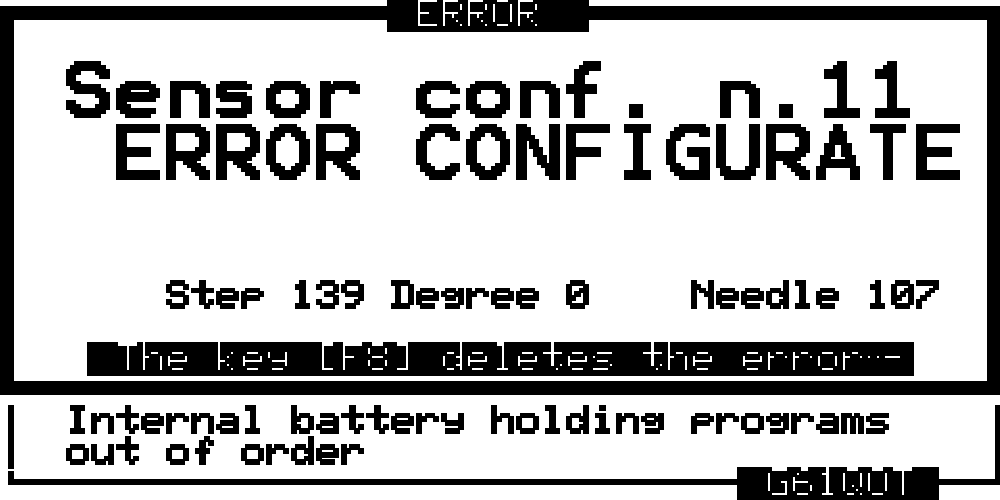 ERROR
Sensor conf. n.11
ERROR CONFIGURATE
Step 139 Degree 0 Needle 107
The key [F8] deletes the error
Internal battery holding programs
out of order